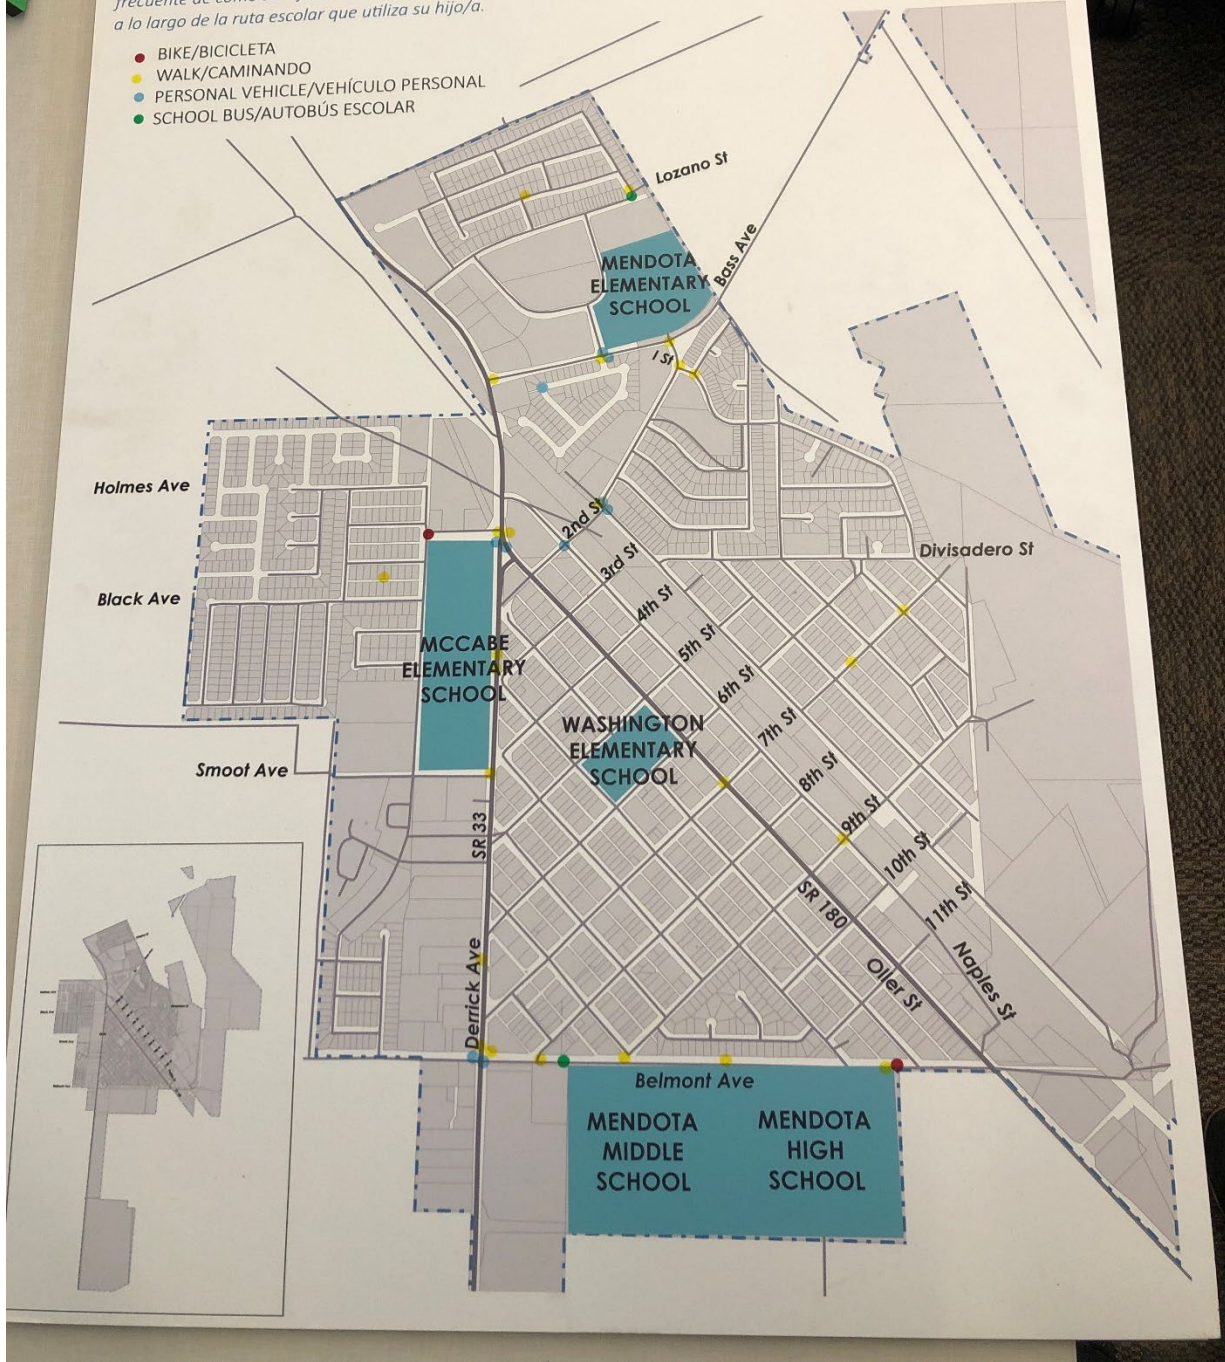 frecuente de
a lo largo de la ruta escolar que utiliza su hijo/a.
BIKE/BICICLETA
WALK/CAMINANDO
PERSONAL VEHICLE/VEHÍCULO PERSONAL
SCHOOL BUS/AUTOBÚS ESCOLAR
Lozano St
Bass Ave
MENDOTA
ELEMENTARY
SCHOOL
I St
Holmes Ave
2nd St
Divisadero St
3rd St
Black Ave
4th St
5th St
MCCABE
ELEMENTARY
SCHOOL
6th St
WASHINGTON
ELEMENTARY
SCHOOL
7th St
Smoot Ave
8th St
SR 33
9th St
10th St
SR 180
11th St
Derrick Ave
Oller St
Naples St
Belmont Ave
MENDOTA
MIDDLE
SCHOOL
MENDOTA
HIGH
SCHOOL